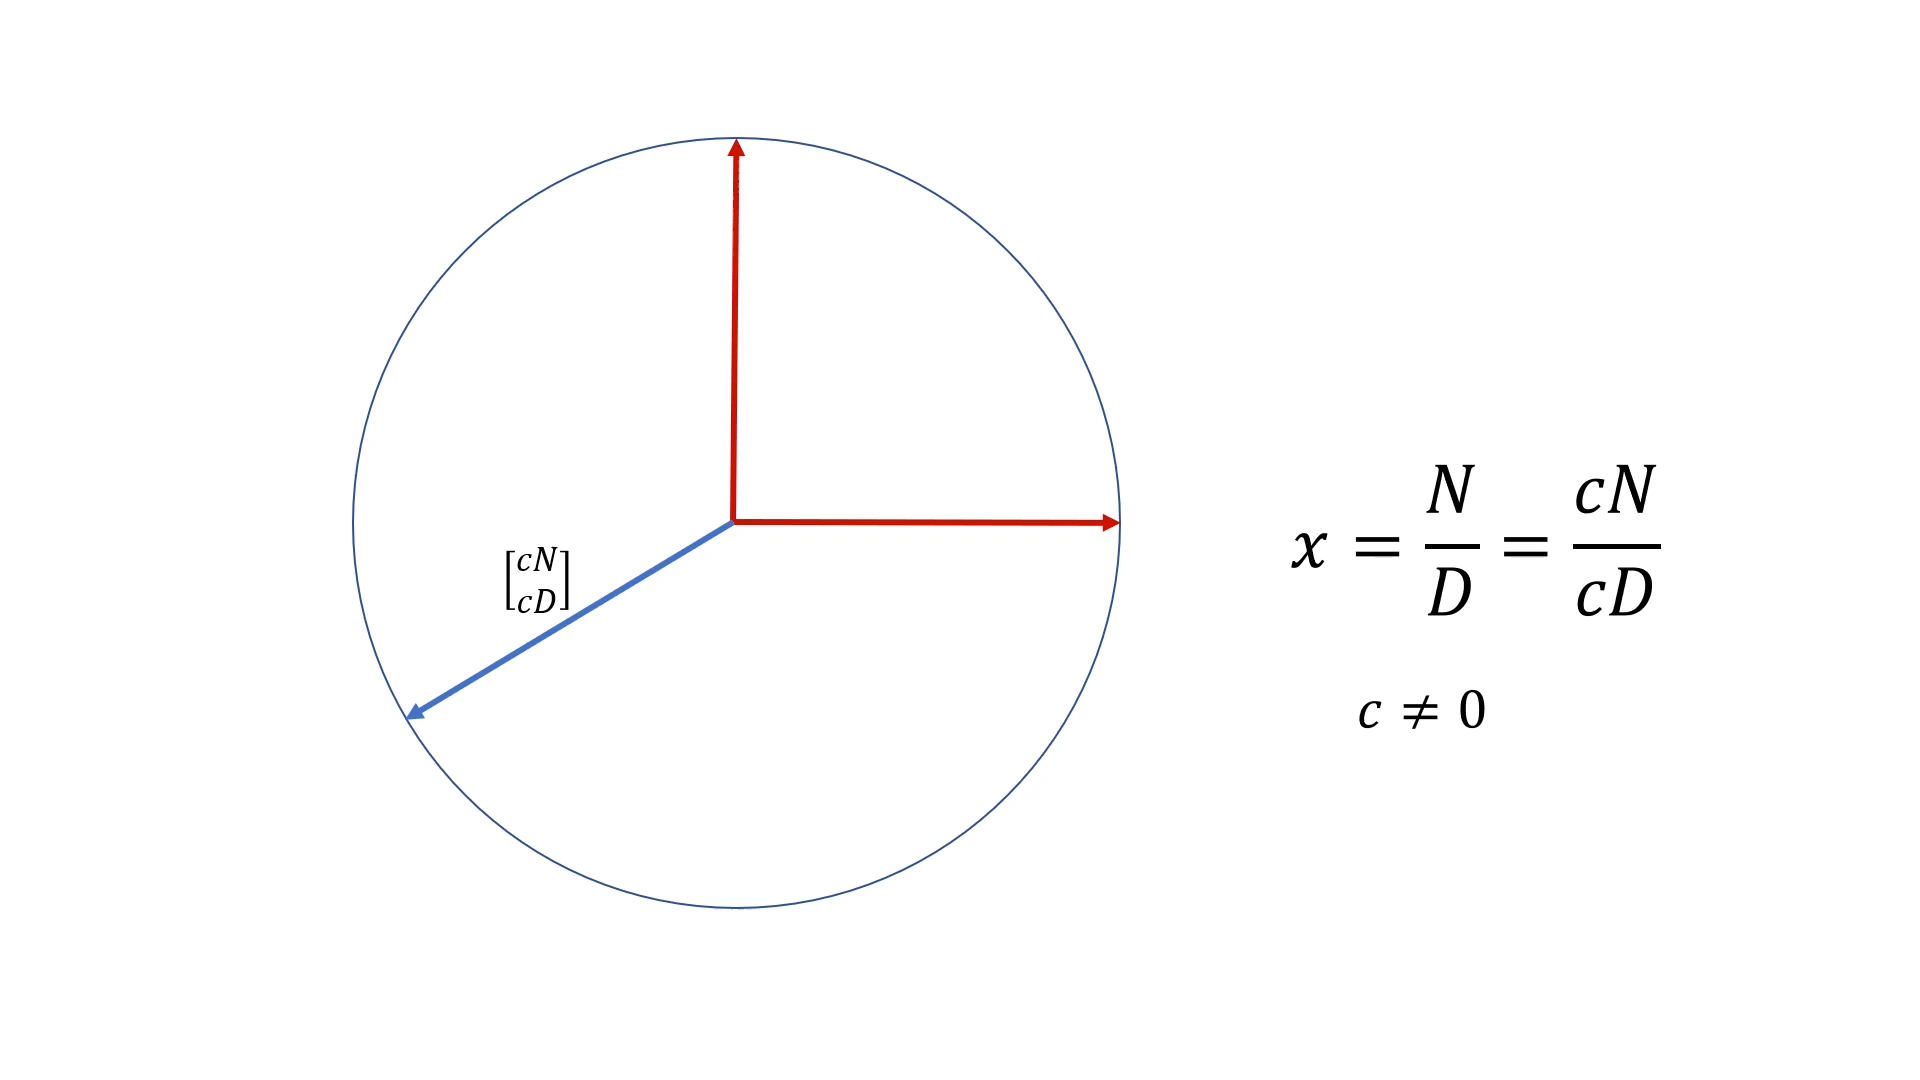 [cN
cD]
x = N/D = cN/cD
c ≠ 0